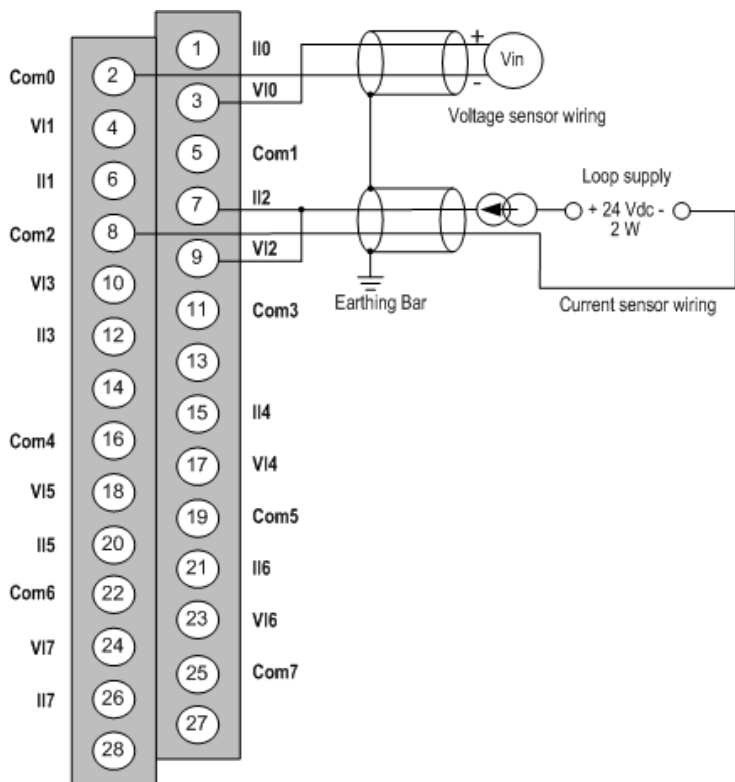 1
II0
+
Vin
-
Com0
2
3
VI0
Voltage sensor wiring
VI1
4
5
Com1
II1
6
7
II2
Loop supply
+ 24 Vdc -
2 W
Com2
8
9
VI2
VI3
10
Earthing Bar
Current sensor wiring
11
Com3
II3
12
13
14
15
II4
Com4
16
17
VI4
VI5
18
19
Com5
II5
20
21
II6
Com6
22
23
VI6
VI7
24
25
Com7
II7
26
27
28